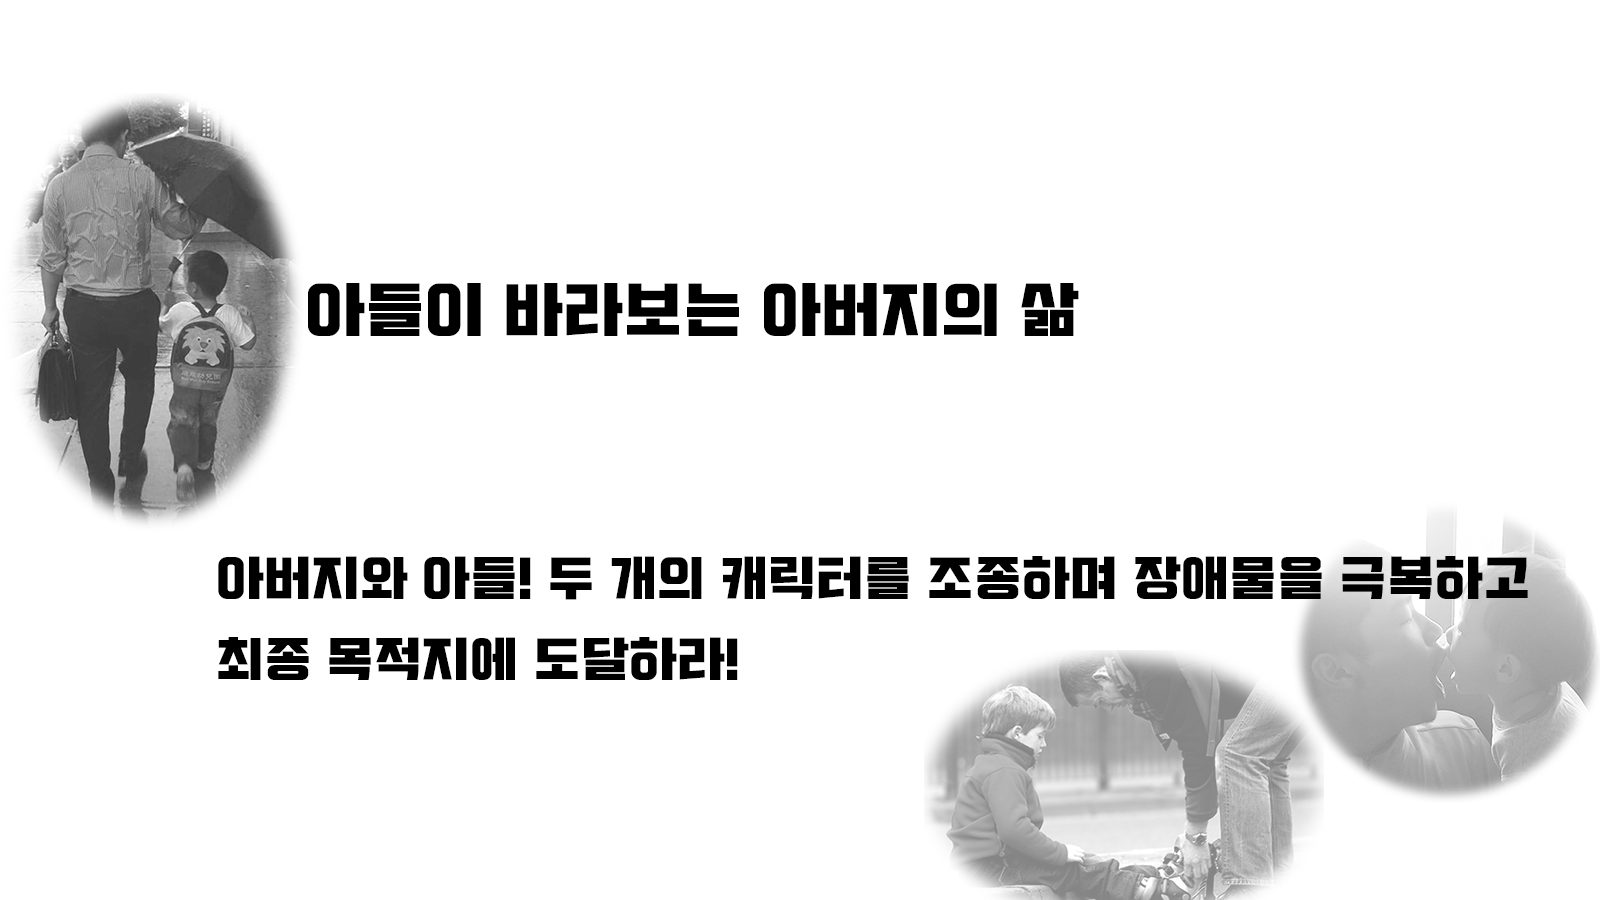 아들이 바라보는 아버지의 삶
아버지와 아들! 두 개의 캐릭터를 조종하며 장애물을 극복하고
최종 목적지에 도달하라!